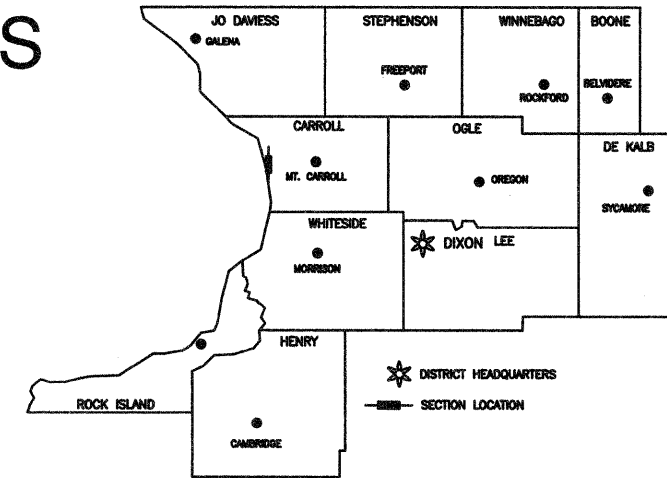 S
JO DAVIESS
GALENA
STEPHENSON
FREEPORT
WINNEBAGO
ROCKFORD
BOONE
BELVIDERE
CARROLL
MT. CARROLL
OGLE
OREGON
DE KALB
SYCAMORE
WHITESIDE
MORRISON
DIXON LEE
HENRY
CAMBRIDGE
ROCK ISLAND
DISTRICT HEADQUARTERS
SECTION LOCATION